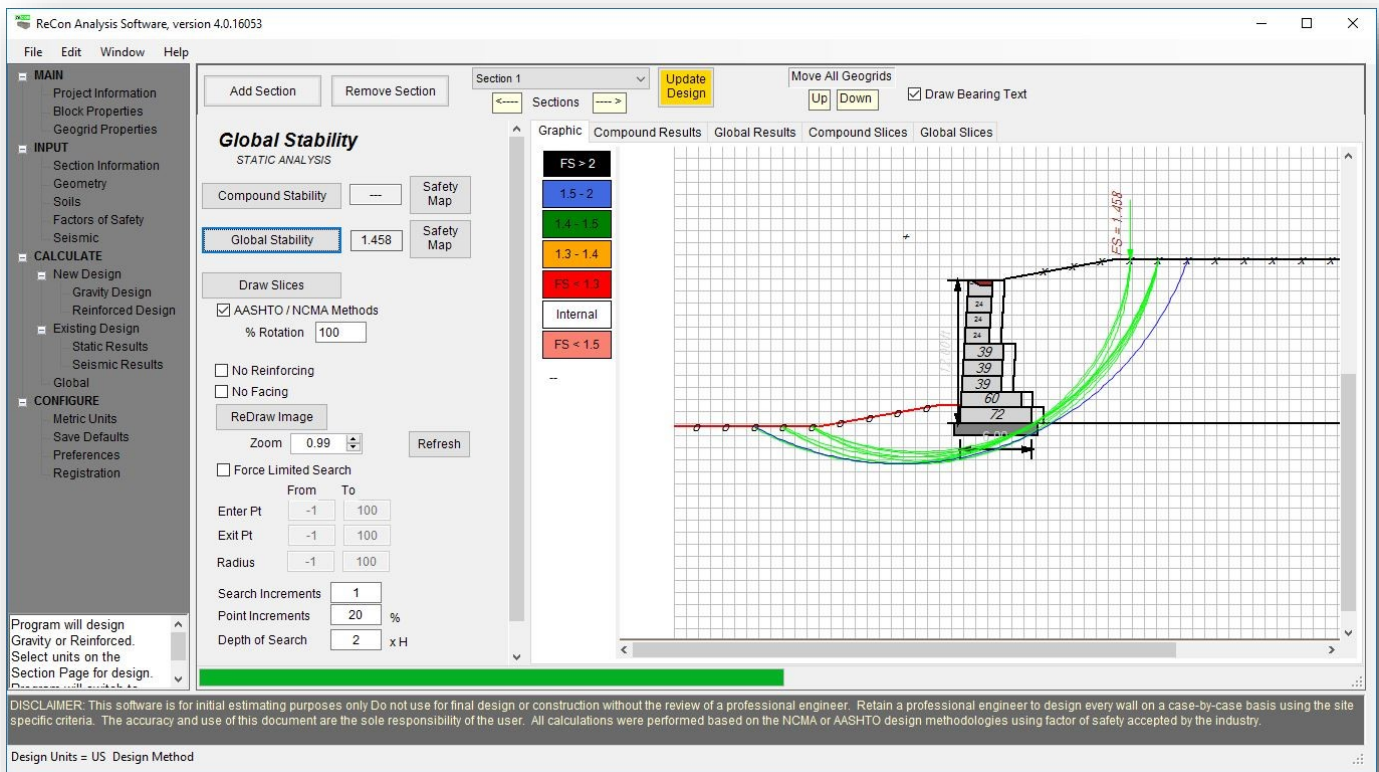 ReCon Analysis Software, version 4.0.16053
File Edit Window Help
MAIN
Project Information
Block Properties
Geogrid Properties
INPUT
Section Information
Geometry
Soils
Factors of Safety
Seismic
CALCULATE
New Design
Gravity Design
Reinforced Design
Existing Design
Static Results
Seismic Results
Global
CONFIGURE
Metric Units
Save Defaults
Preferences
Registration
Program will design
Gravity or Reinforced.
Select units on the
Section Page for design.
Add Section Remove Section
Section 1
<---- Sections ---->
Update
Design
Move All Geogrids
Up Down
Draw Bearing Text
Global Stability
STATIC ANALYSIS
Compound Stability --- Safety
Map
Global Stability 1.458 Safety
Map
Draw Slices
AASHTO / NCMA Methods
% Rotation 100
No Reinforcing
No Facing
ReDraw Image
Zoom 0.99 Refresh
Force Limited Search
From To
Enter Pt -1 100
Exit Pt -1 100
Radius -1 100
Search Increments 1
Point Increments 20 %
Depth of Search 2 x H
Graphic Compound Results Global Results Compound Slices Global Slices
FS > 2
1.5 - 2
1.4 - 1.5
1.3 - 1.4
FS < 1.3
Internal
FS < 1.5
--
FS = 1.458
24
24
24
39
39
39
60
72
DISCLAIMER: This software is for initial estimating purposes only Do not use for final design or construction without the review of a professional engineer. Retain a professional engineer to design every wall on a case-by-case basis using the site
specific criteria. The accuracy and use of this document are the sole responsibility of the user. All calculations were performed based on the NCMA or AASHTO design methodologies using factor of safety accepted by the industry.
Design Units = US Design Method